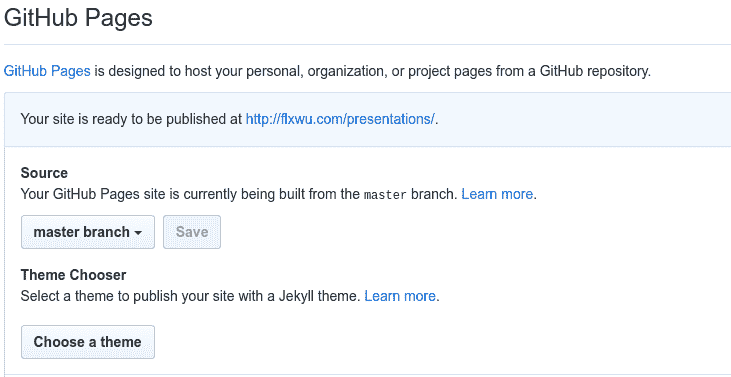 GitHub Pages
GitHub Pages is designed to host your personal, organization, or project pages from a GitHub repository.
Your site is ready to be published at http://flxwu.com/presentations/.
Source
Your GitHub Pages site is currently being built from the master branch. Learn more.
master branch Save
Theme Chooser
Select a theme to publish your site with a Jekyll theme. Learn more.
Choose a theme